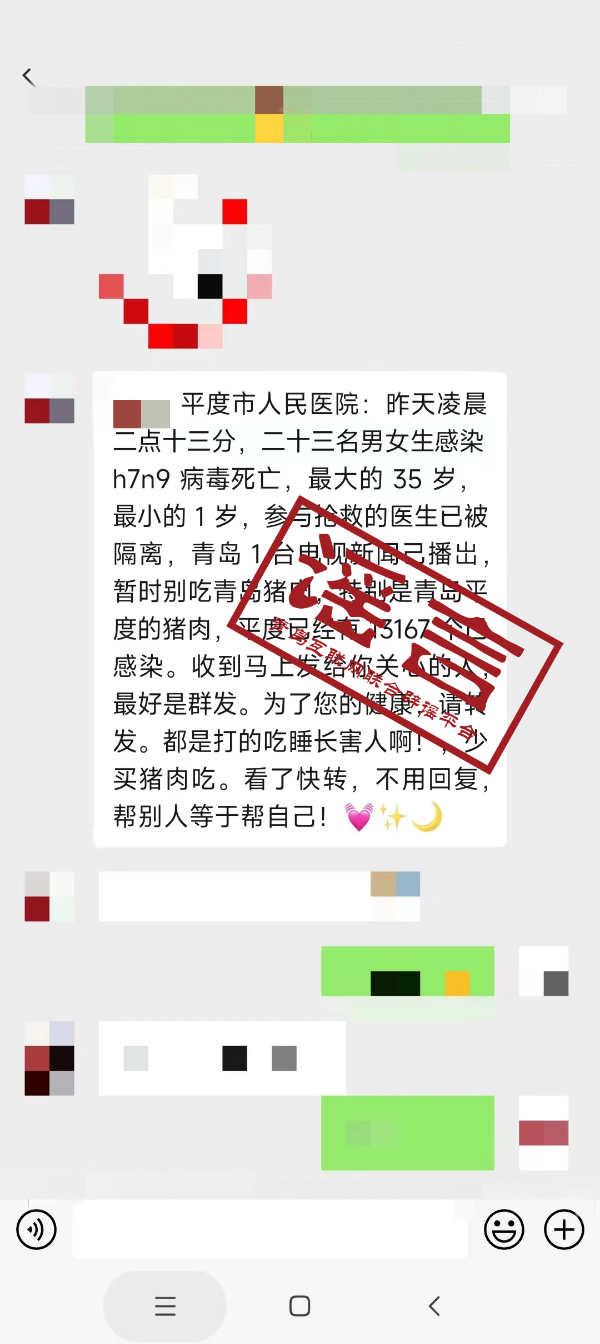 平度市人民医院：昨天凌晨
二点十三分，二十三名男女生感染
h7n9 病毒死亡，最大的 35 岁，
最小的 1 岁，参与抢救的医生已被
隔离，青岛 1 台电视新闻己播出，
暂时别吃青岛猪肉，特别是青岛平
度的猪肉，平度已经有 13167 个已
感染。收到马上发给你关心的人，
最好是群发。为了您的健康，请转
发。都是打的吃睡长害人啊！，少
买猪肉吃。看了快转，不用回复，
帮别人等于帮自己！💓✨🌙
谣言
青岛互联网联合辟谣平台